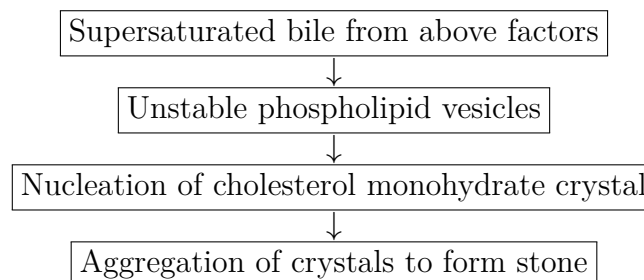 Supersaturated bile from above factors
Unstable phospholipid vesicles
Nucleation of cholesterol monohydrate crystal
Aggregation of crystals to form stone